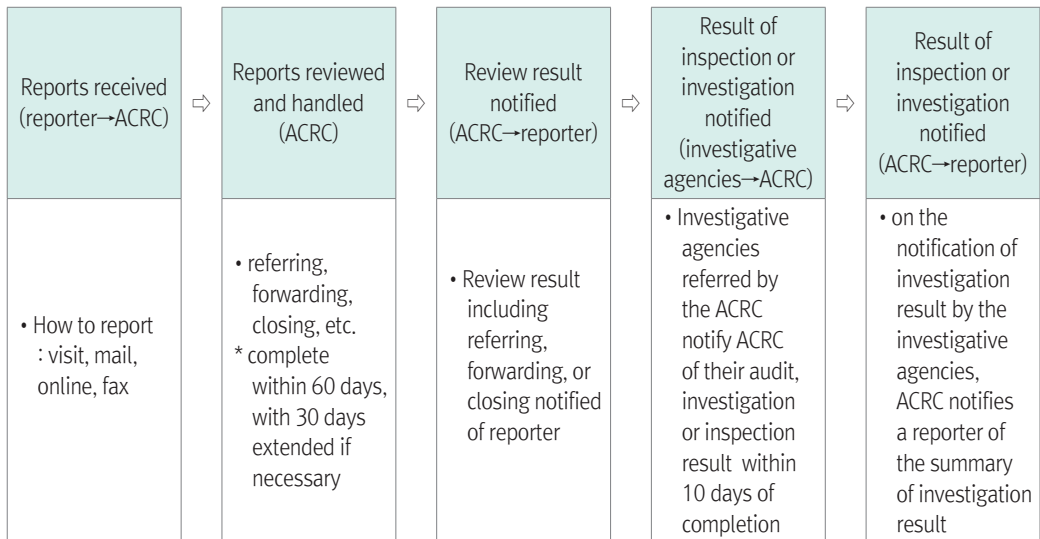 Reports received
(reporter→ACRC)
⇨
Reports reviewed
and handled
(ACRC)
⇨
Review result
notified
(ACRC→reporter)
⇨
Result of
inspection or
investigation
notified
(investigative
agencies→ACRC)
⇨
Result of
inspection or
investigation
notified
(ACRC→reporter)
• How to report
: visit, mail,
online, fax
• referring,
forwarding,
closing, etc.
* complete
within 60 days,
with 30 days
extended if
necessary
• Review result
including
referring,
forwarding, or
closing notified
of reporter
• Investigative
agencies
referred by
the ACRC
notify ACRC
of their audit,
investigation
or inspection
result within
10 days of
completion
• on the
notification of
investigation
result by the
investigative
agencies,
ACRC notifies
a reporter of
the summary
of investigation
result